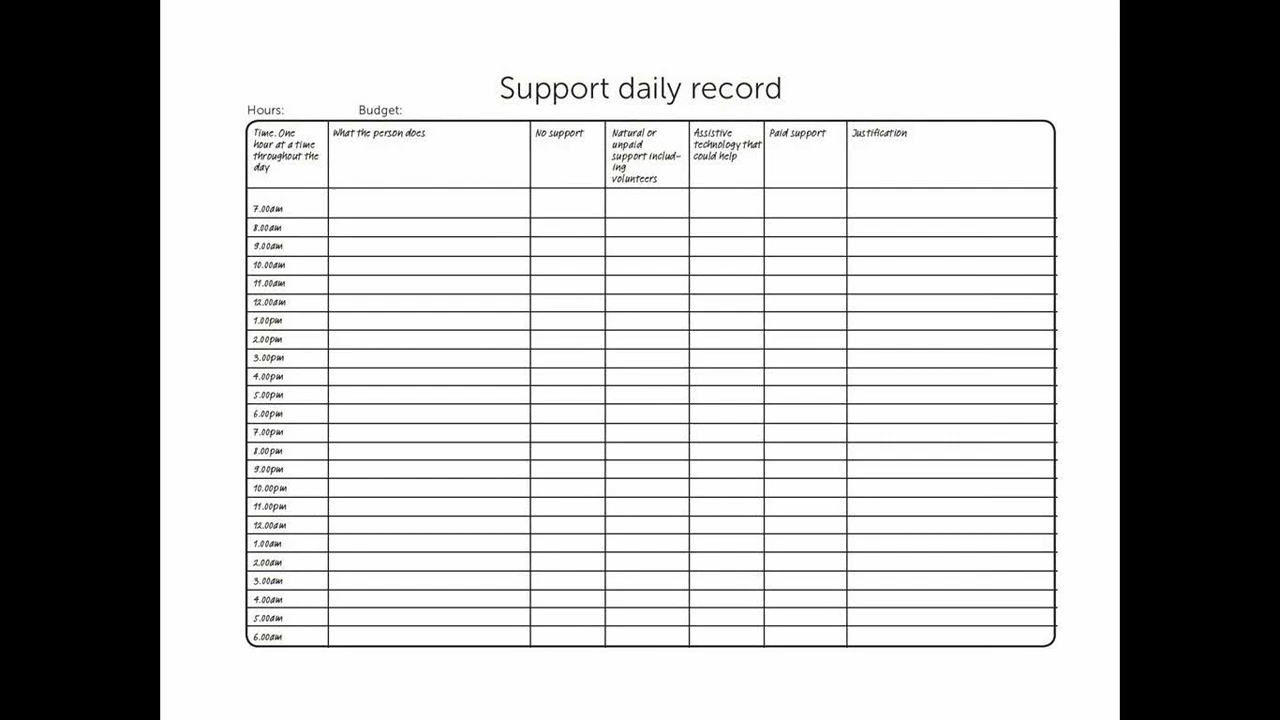 Support daily record
Hours: Budget:
Time. One
hour at a time
throughout the
day
What the person does
No support
Natural or
unpaid
support includ-
ing
volunteers
Assistive
technology that
could help
Paid support
Justification
7.00am
8.00am
9.00am
10.00am
11.00am
12.00am
1.00pm
2.00pm
3.00pm
4.00pm
5.00pm
6.00pm
7.00pm
8.00pm
9.00pm
10.00pm
11.00pm
12.00am
1.00am
2.00am
3.00am
4.00am
5.00am
6.00am